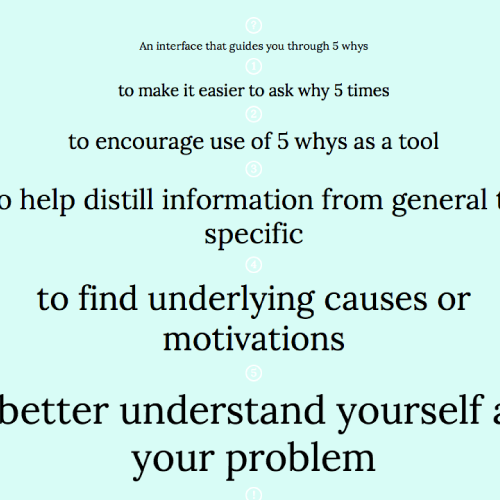 ?
An interface that guides you through 5 whys
1
to make it easier to ask why 5 times
2
to encourage use of 5 whys as a tool
3
o help distill information from general t
specific
4
to find underlying causes or
motivations
5
better understand yourself a
your problem